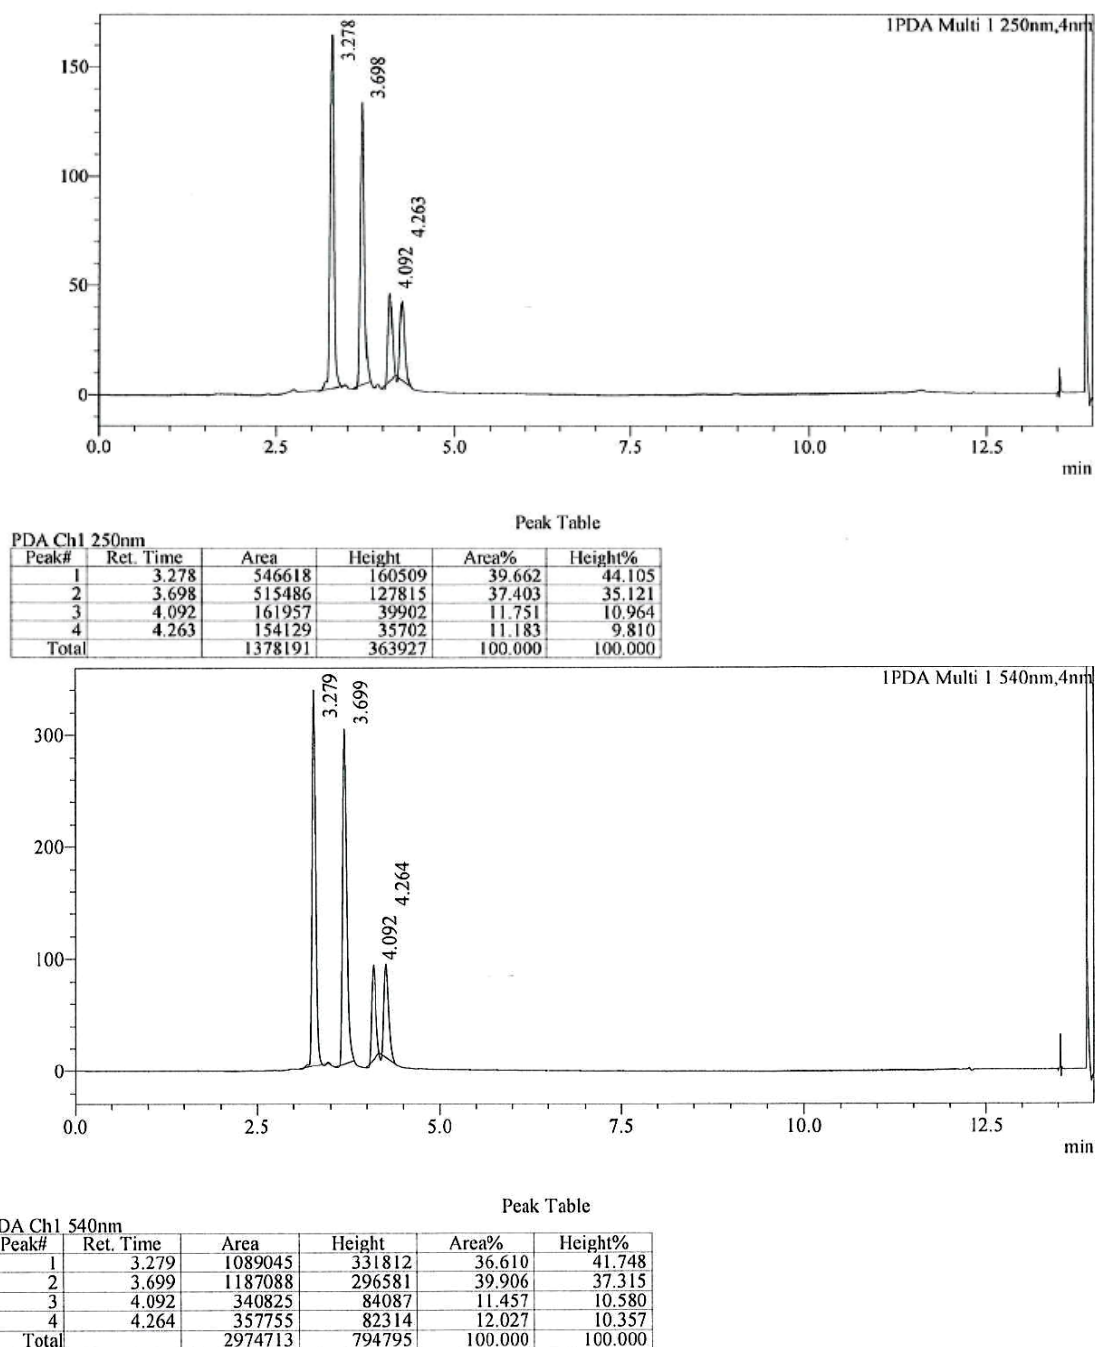 1PDA Multi 1 250nm,4nm
3.278
3.698
4.092
4.263
150
100
50
0
0.0 2.5 5.0 7.5 10.0 12.5
min
Peak Table
PDA Ch1 250nm
Peak# Ret. Time Area Height Area% Height%
1 3.278 546618 160509 39.662 44.105
2 3.698 515486 127815 37.403 35.121
3 4.092 161957 39902 11.751 10.964
4 4.263 154129 35702 11.183 9.810
Total 1378191 363927 100.000 100.000
1PDA Multi 1 540nm,4nm
3.279
3.699
4.092
4.264
300
200
100
0
0.0 2.5 5.0 7.5 10.0 12.5
min
Peak Table
DA Ch1 540nm
Peak# Ret. Time Area Height Area% Height%
1 3.279 1089045 331812 36.610 41.748
2 3.699 1187088 296581 39.906 37.315
3 4.092 340825 84087 11.457 10.580
4 4.264 357755 82314 12.027 10.357
Total 2974713 794795 100.000 100.000